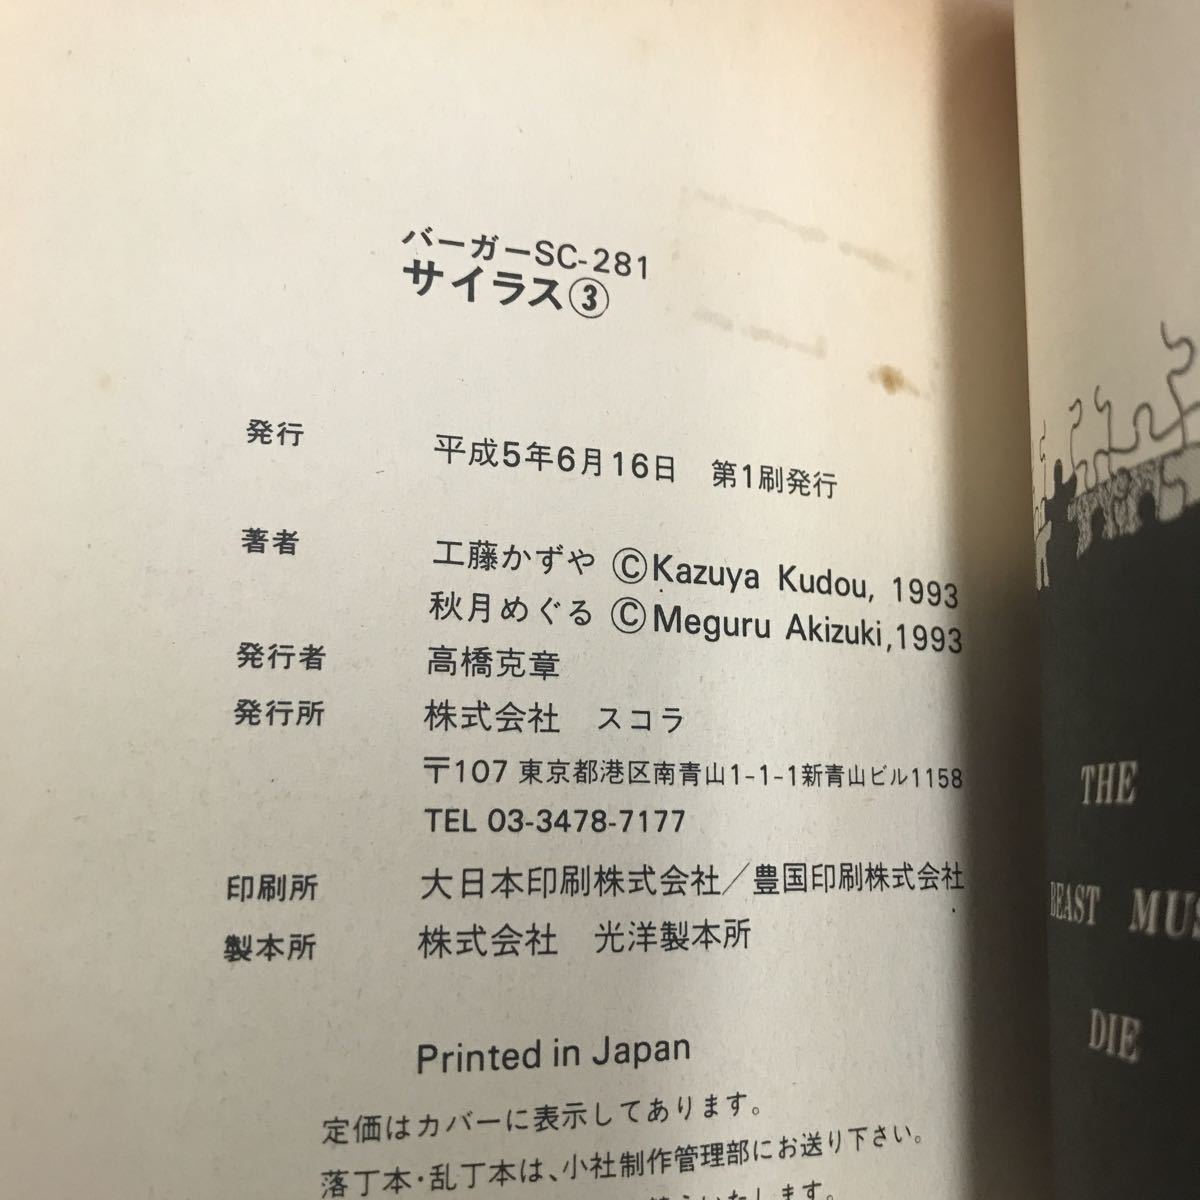 バーガーSC-281
サイラス③
発行 平成5年6月16日 第1刷発行
著者 工藤かずや ©Kazuya Kudou, 1993
秋月めぐる ©Meguru Akizuki,1993
発行者 高橋克章
発行所 株式会社 スコラ
〒107 東京都港区南青山1-1-1新青山ビル1158
TEL 03-3478-7177
印刷所 大日本印刷株式会社/豊国印刷株式会社
製本所 株式会社 光洋製本所
Printed in Japan
定価はカバーに表示してあります。
落丁本・乱丁本は、小社制作管理部にお送り下さい。
いたします。
THE
BEAST MUS
DIE